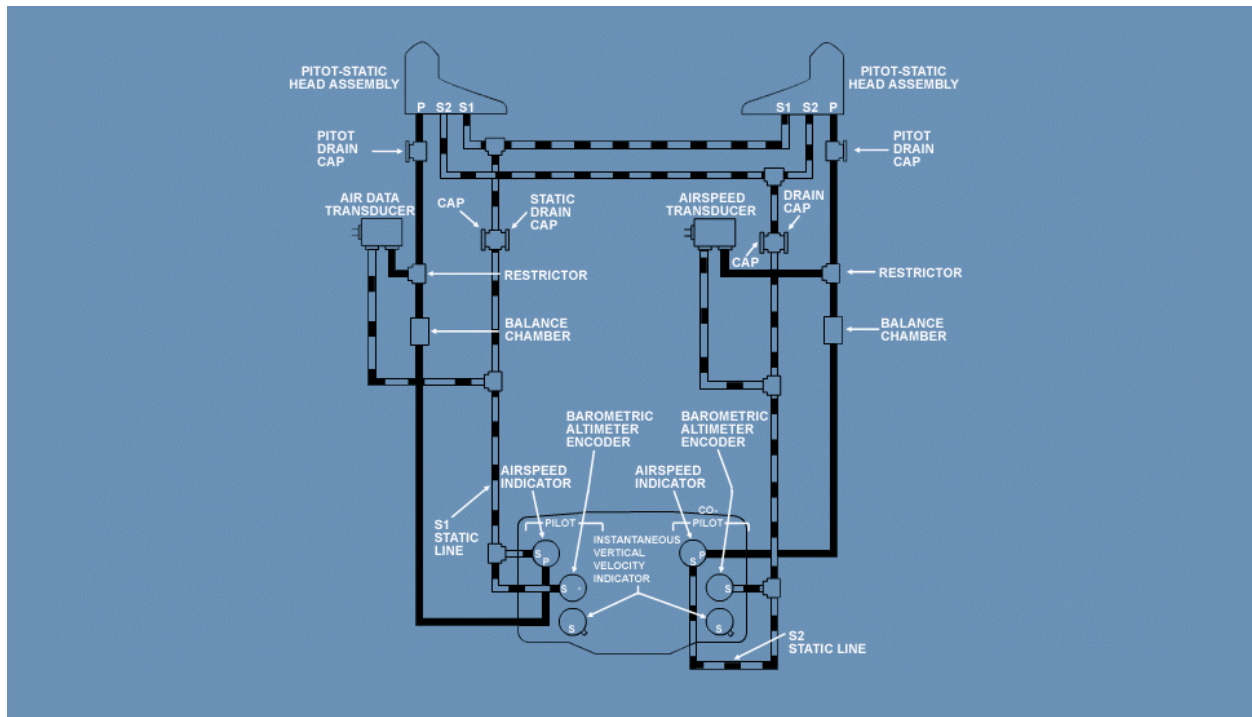 PITOT-STATIC
HEAD ASSEMBLY
PITOT-STATIC
HEAD ASSEMBLY
P S2 S1
S1 S2 P
PITOT
DRAIN
CAP
PITOT
DRAIN
CAP
AIR DATA
TRANSDUCER
CAP
STATIC
DRAIN
CAP
AIRSPEED
TRANSDUCER
DRAIN
CAP
CAP
RESTRICTOR
RESTRICTOR
BALANCE
CHAMBER
BALANCE
CHAMBER
BAROMETRIC
ALTIMETER
ENCODER
BAROMETRIC
ALTIMETER
ENCODER
AIRSPEED
INDICATOR
AIRSPEED
INDICATOR
S1
STATIC
LINE
PILOT
CO-
PILOT
INSTANTANEOUS
VERTICAL
VELOCITY
INDICATOR
S
P
S
P
S
S
S
S
S2
STATIC LINE